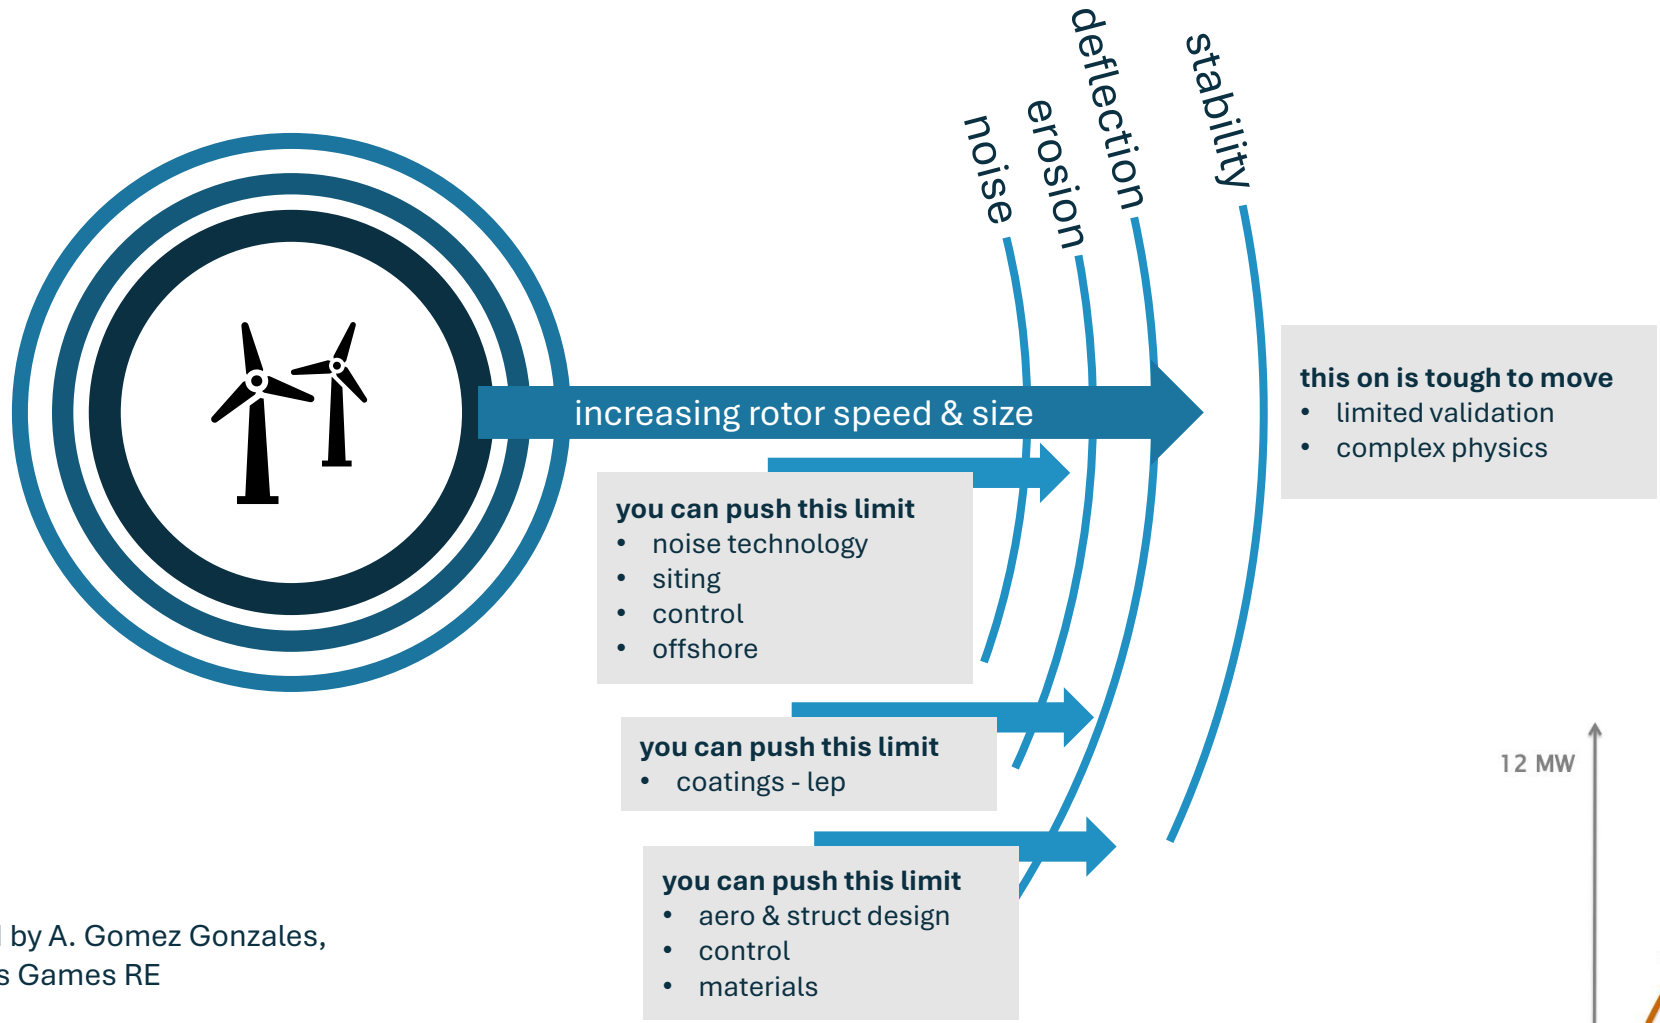 noise
erosion
deflection
stability
increasing rotor speed & size
this on is tough to move
• limited validation
• complex physics
you can push this limit
• noise technology
• siting
• control
• offshore
you can push this limit
• coatings - lep
you can push this limit
• aero & struct design
• control
• materials
by A. Gomez Gonzales,
s Games RE
12 MW